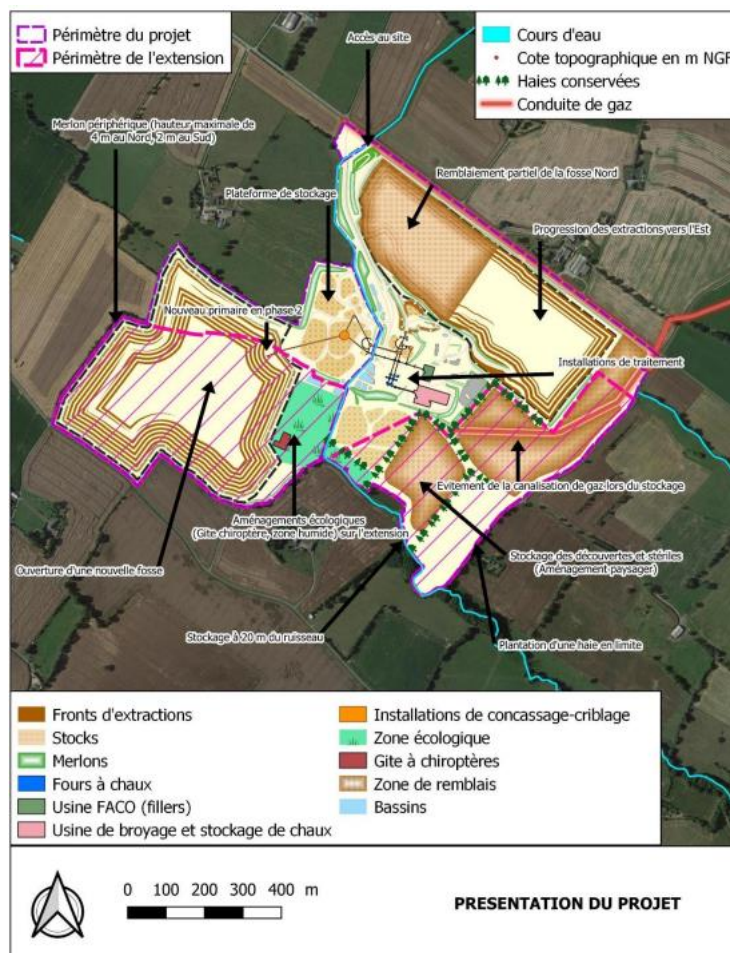 Périmètre du projet
Périmètre de l'extension
Accès au site
Cours d'eau
Cote topographique en m NGF
Haies conservées
Conduite de gaz
Merlon périphérique (hauteur maximale de
4 m au Nord, 2 m au Sud)
Plateforme de stockage
Remblaiement partiel de la fosse Nord
Progression des extractions vers l'Est
Nouveau primaire en phase 2
Installations de traitement
Evitement de la canalisation de gaz lors du stockage
Aménagements écologiques
(Gite chiroptère, zone humide) sur l'extension
Ouverture d'une nouvelle fosse
Stockage des découvertes et stériles
(Aménagement paysager)
Stockage à 20 m du ruisseau
Plantation d'une haie en limite
Fronts d'extractions
Stocks
Merlons
Fours à chaux
Usine FACO (fillers)
Usine de broyage et stockage de chaux
Installations de concassage-criblage
Zone écologique
Gite à chiroptères
Zone de remblais
Bassins
0 100 200 300 400 m
PRESENTATION DU PROJET